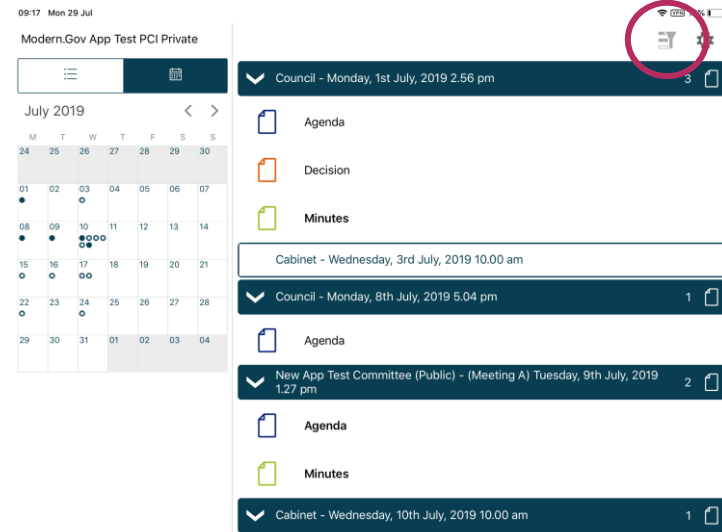 09:17 Mon 29 Jul
VPN
Modern.Gov App Test PCI Private
July 2019
M T W T F S S
24 25 26 27 28 29 30
01 02 03 04 05 06 07
08 09 10 11 12 13 14
15 16 17 18 19 20 21
22 23 24 25 26 27 28
29 30 31 01 02 03 04
Council - Monday, 1st July, 2019 2.56 pm 3
Agenda
Decision
Minutes
Cabinet - Wednesday, 3rd July, 2019 10.00 am
Council - Monday, 8th July, 2019 5.04 pm 1
Agenda
New App Test Committee (Public) - (Meeting A) Tuesday, 9th July, 2019
1.27 pm 2
Agenda
Minutes
Cabinet - Wednesday, 10th July, 2019 10.00 am 1